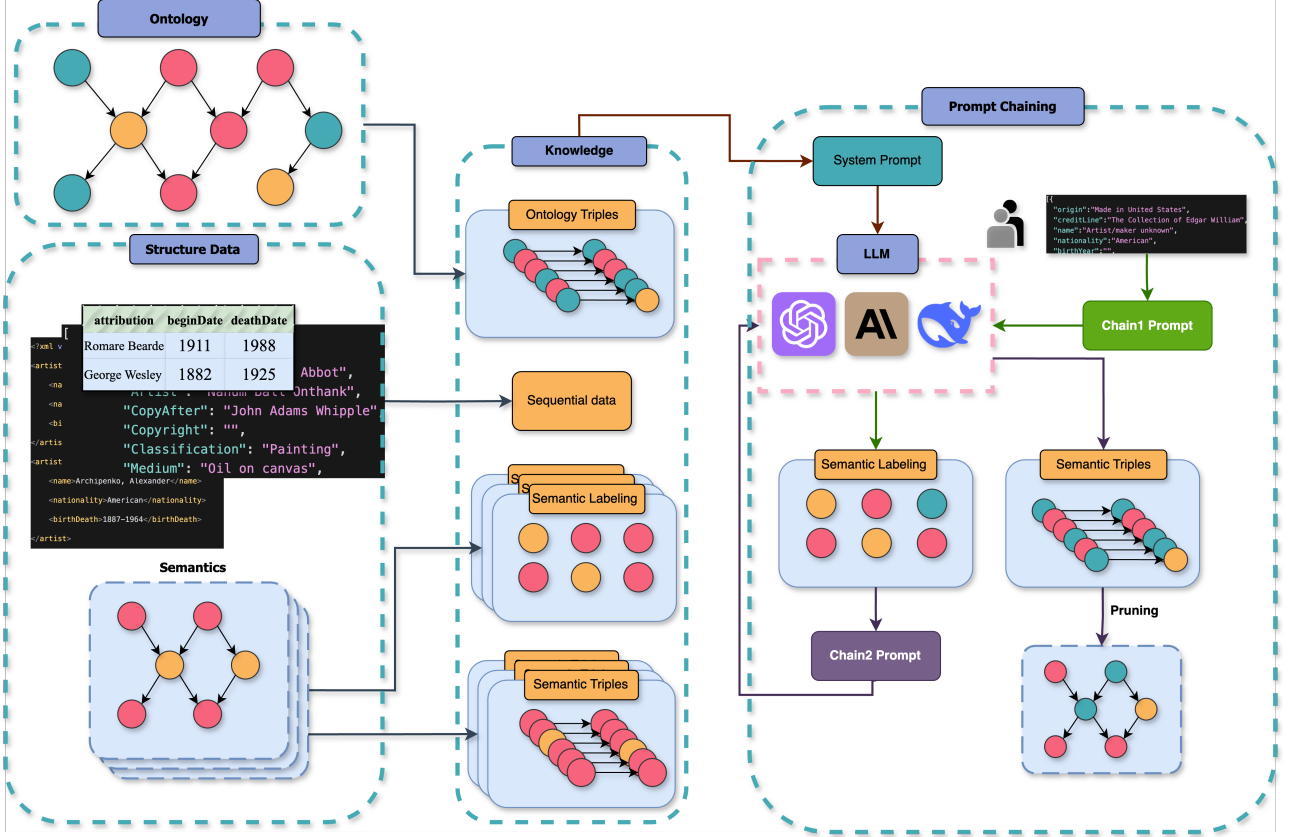 Ontology
Structure Data
attribution beginDate deathDate
Romare Bearde 1911 1988
George Wesley 1882 1925
[
<?xml v
<artist
<na
<na
<bi
</artis
<artist
<name>Archipenko, Alexander</name>
<nationality>American</nationality>
<birthDeath>1887-1964</birthDeath>
</artist>
Abbot",
"CopyAfter": "John Adams Whipple"
"Copyright": "",
"Classification": "Painting",
"Medium": "Oil on canvas",
Semantics
Knowledge
Ontology Triples
Sequential data
Semantic Labeling
Semantic Triples
Prompt Chaining
System Prompt
LLM
[{
"origin":"Made in United States",
"creditLine":"The Collection of Edgar William",
"name":"Artist/maker unknown",
"nationality":"American",
"birthYear":"",
Chain1 Prompt
Semantic Labeling
Semantic Triples
Chain2 Prompt
Pruning